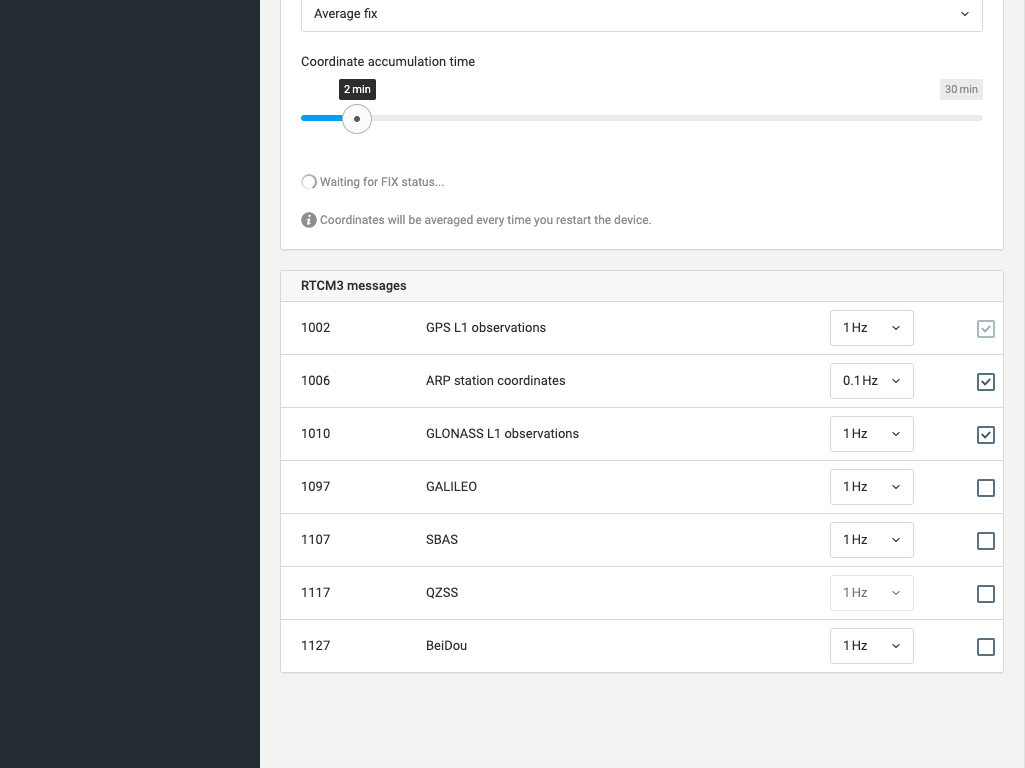 Average fix
Coordinate accumulation time
2 min
30 min
Waiting for FIX status...
Coordinates will be averaged every time you restart the device.
RTCM3 messages
1002 GPS L1 observations 1 Hz
1006 ARP station coordinates 0.1 Hz
1010 GLONASS L1 observations 1 Hz
1097 GALILEO 1 Hz
1107 SBAS 1 Hz
1117 QZSS 1 Hz
1127 BeiDou 1 Hz